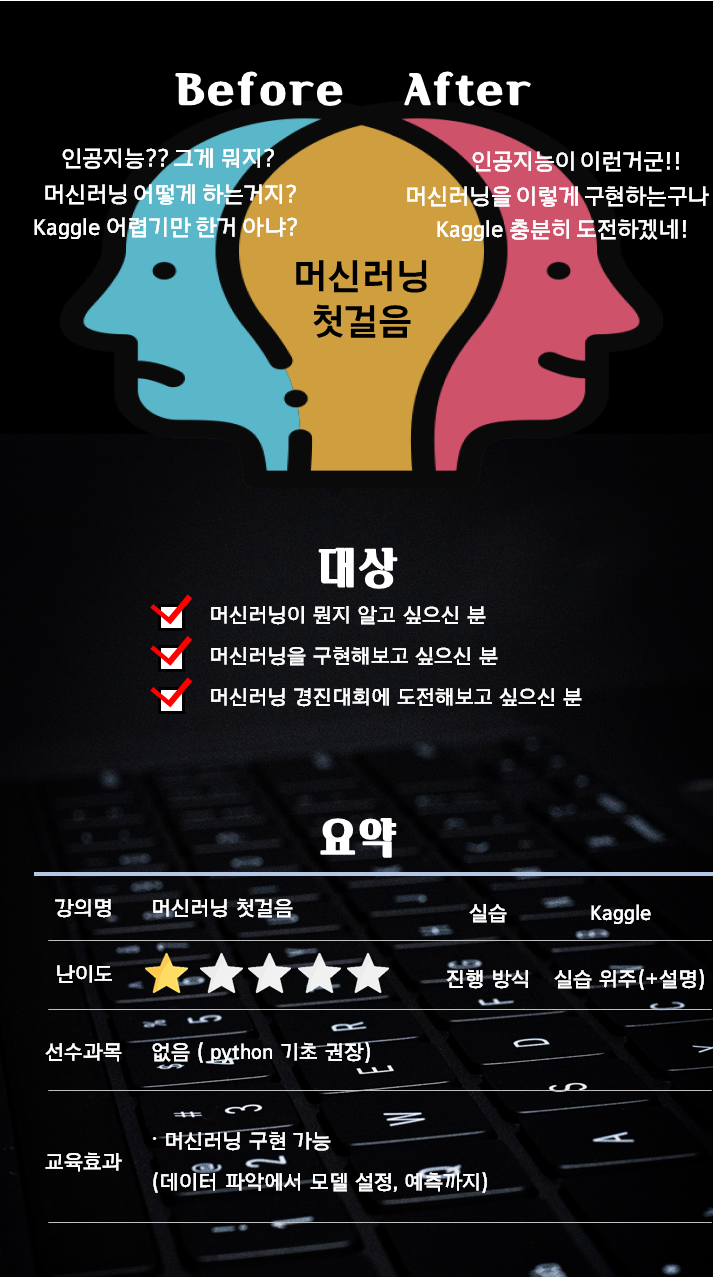 Before After
인공지능?? 그게 뭐지?
머신러닝 어떻게 하는거지?
Kaggle 어렵기만 한거 아냐?
인공지능이 이런거군!!
머신러닝을 이렇게 구현하는구나
Kaggle 충분히 도전하겠네!
머신러닝
첫걸음
대상
머신러닝이 뭔지 알고 싶으신 분
머신러닝을 구현해보고 싶으신 분
머신러닝 경진대회에 도전해보고 싶으신 분
요약
강의명 머신러닝 첫걸음 실습 Kaggle
난이도 진행 방식 실습 위주(+설명)
선수과목 없음 ( python 기초 권장)
교육효과
· 머신러닝 구현 가능
(데이터 파악에서 모델 설정, 예측까지)